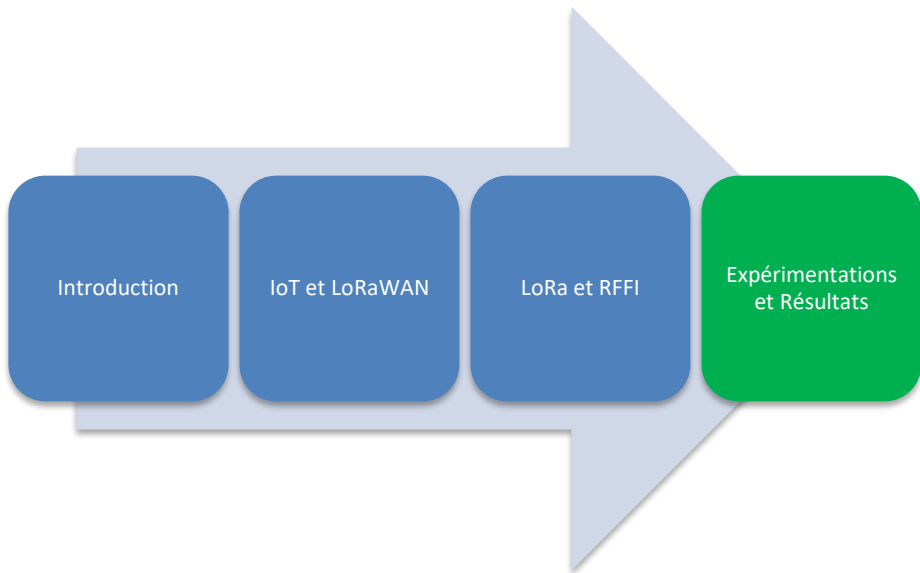 Introduction
IoT et LoRaWAN
LoRa et RFFI
Expérimentations
et Résultats